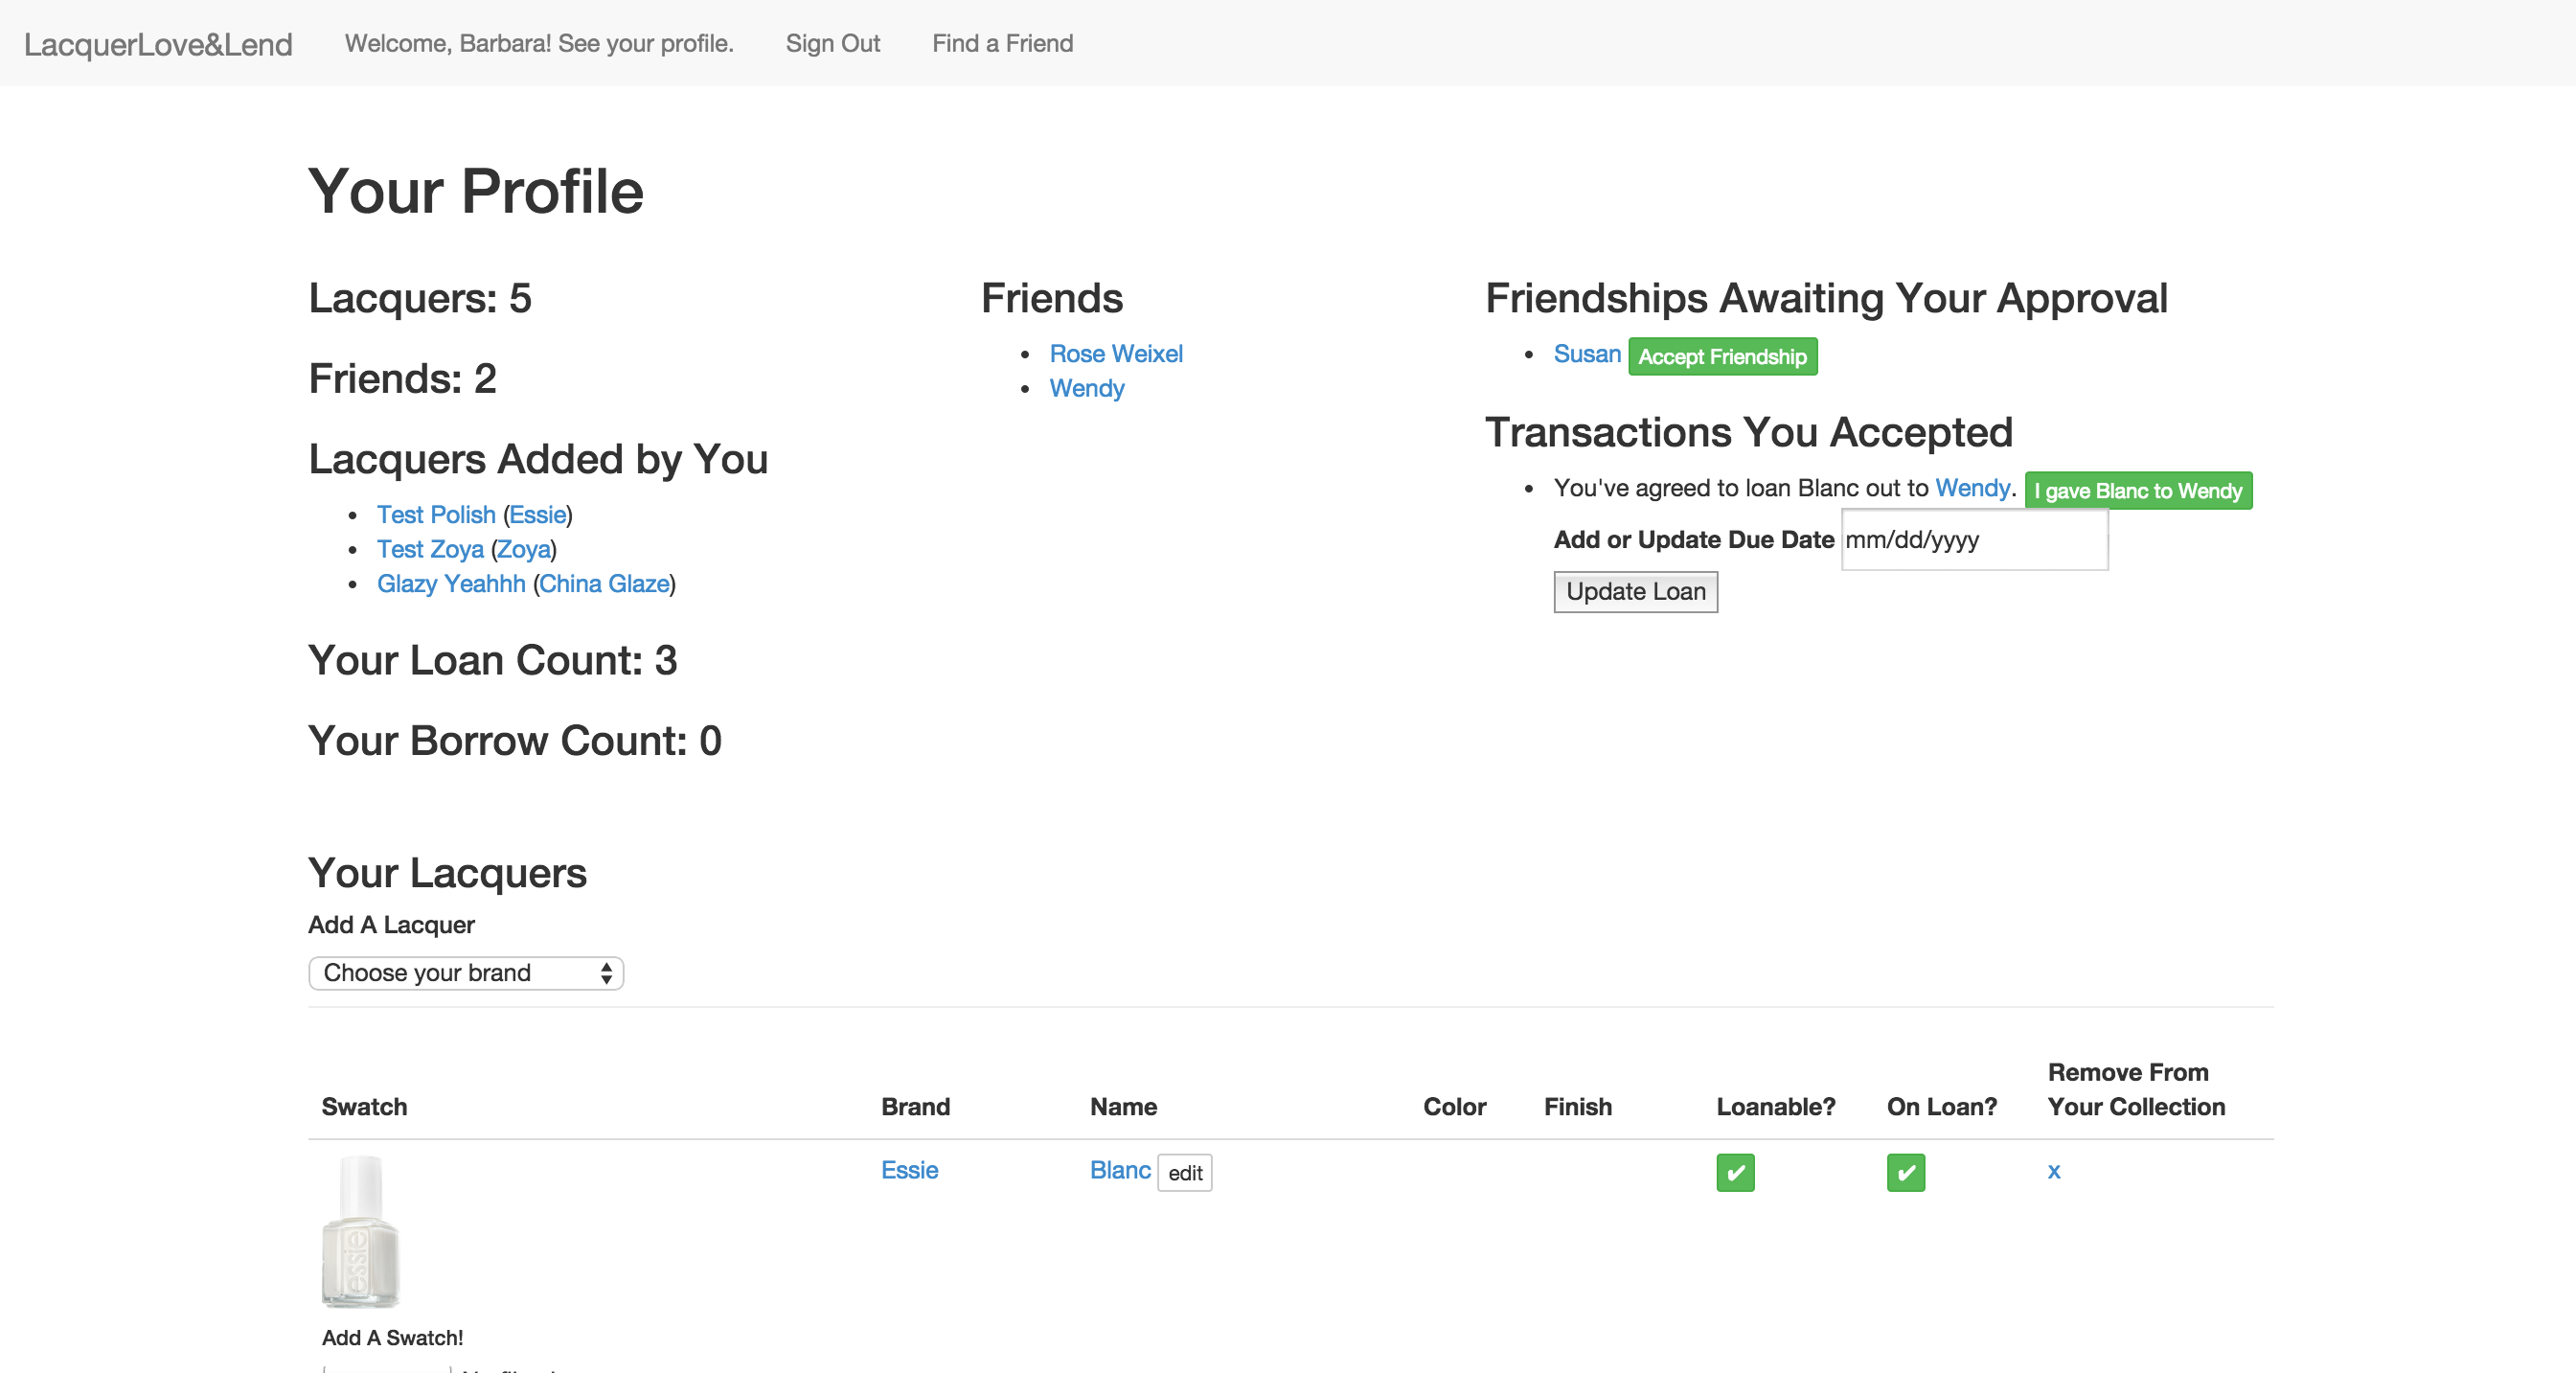 LacquerLove&Lend Welcome, Barbara! See your profile. Sign Out Find a Friend
Your Profile
Lacquers: 5
Friends: 2
Lacquers Added by You
Test Polish (Essie)
Test Zoya (Zoya)
Glazy Yeahhh (China Glaze)
Your Loan Count: 3
Your Borrow Count: 0
Friends
Rose Weixel
Wendy
Friendships Awaiting Your Approval
Susan Accept Friendship
Transactions You Accepted
You've agreed to loan Blanc out to Wendy. I gave Blanc to Wendy
Add or Update Due Date mm/dd/yyyy
Update Loan
Your Lacquers
Add A Lacquer
Choose your brand
Swatch Brand Name Color Finish Loanable? On Loan? Remove From
Your Collection
essie
Essie Blanc edit ✔ ✔ x
Add A Swatch!